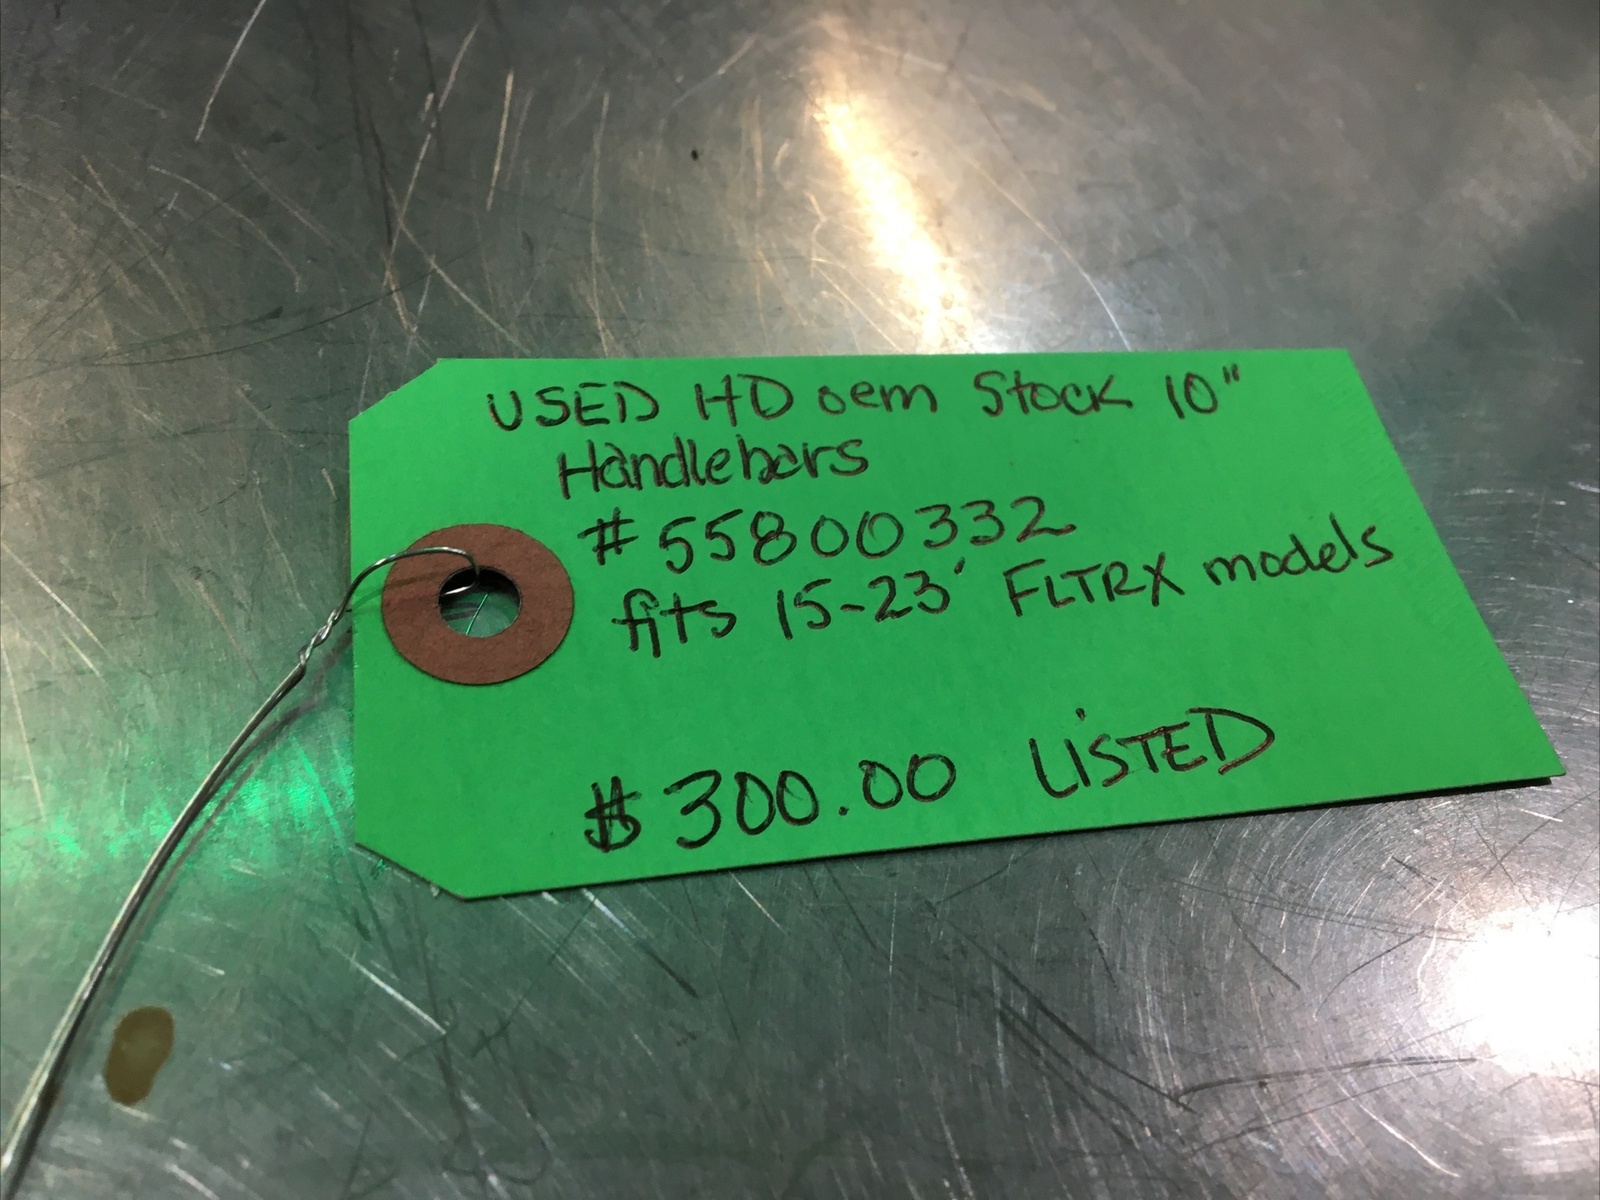 USED HD oem Stock 10"
Handlebars
#55800332
fits 15-23' FLTRX models
$300.00 LiSTED